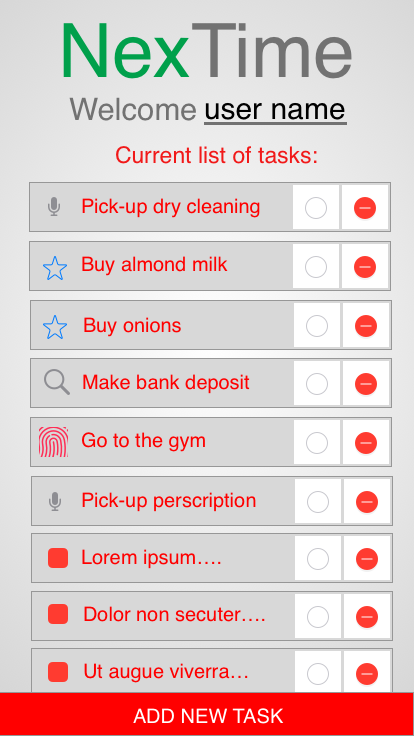 NexTime
Welcome user name
Current list of tasks:
Pick-up dry cleaning
Buy almond milk
Buy onions
Make bank deposit
Go to the gym
Pick-up perscription
Lorem ipsum....
Dolor non secuter....
Ut augue viverra...
ADD NEW TASK